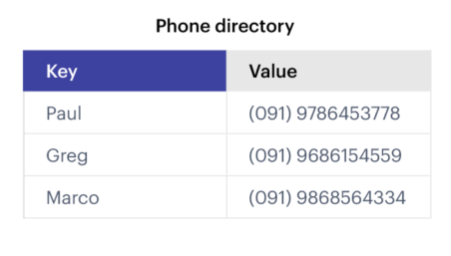 Phone directory
Key Value
Paul (091) 9786453778
Greg (091) 9686154559
Marco (091) 9868564334